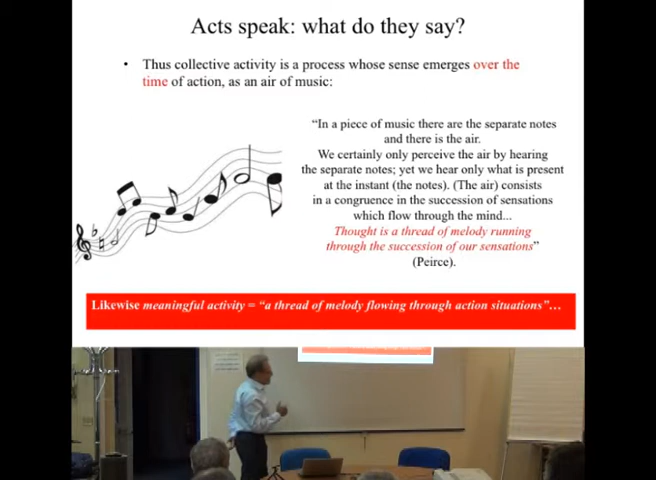 Acts speak: what do they say?
• Thus collective activity is a process whose sense emerges over the
time of action, as an air of music:
“In a piece of music there are the separate notes
and there is the air.
We certainly only perceive the air by hearing
the separate notes; yet we hear only what is present
at the instant (the notes). (The air) consists
in a congruence in the succession of sensations
which flow through the mind...
Thought is a thread of melody running
through the succession of our sensations”
(Peirce).
Likewise meaningful activity = “a thread of melody flowing through action situations”…